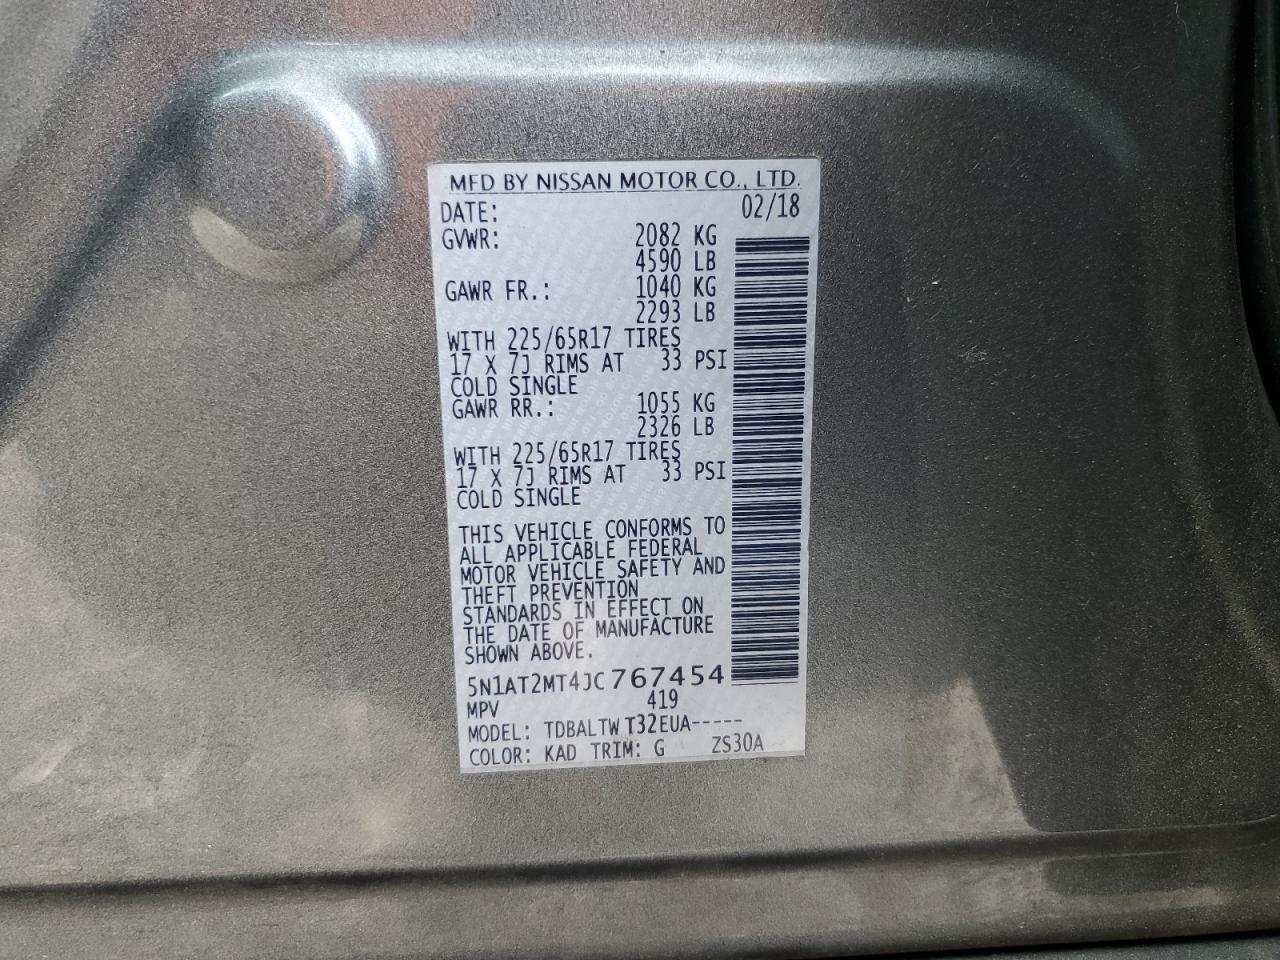 MFD BY NISSAN MOTOR CO., LTD.
DATE: 02/18
GVWR: 2082 KG
4590 LB
GAWR FR.: 1040 KG
2293 LB
WITH 225/65R17 TIRES
17 X 7J RIMS AT 33 PSI
COLD SINGLE
GAWR RR.: 1055 KG
2326 LB
WITH 225/65R17 TIRES
17 X 7J RIMS AT 33 PSI
COLD SINGLE
THIS VEHICLE CONFORMS TO
ALL APPLICABLE FEDERAL
MOTOR VEHICLE SAFETY AND
THEFT PREVENTION
STANDARDS IN EFFECT ON
THE DATE OF MANUFACTURE
SHOWN ABOVE.
5N1AT2MT4JC767454
MPV 419
MODEL: TDBALTW T32EUA-----
COLOR: KAD TRIM: G ZS30A